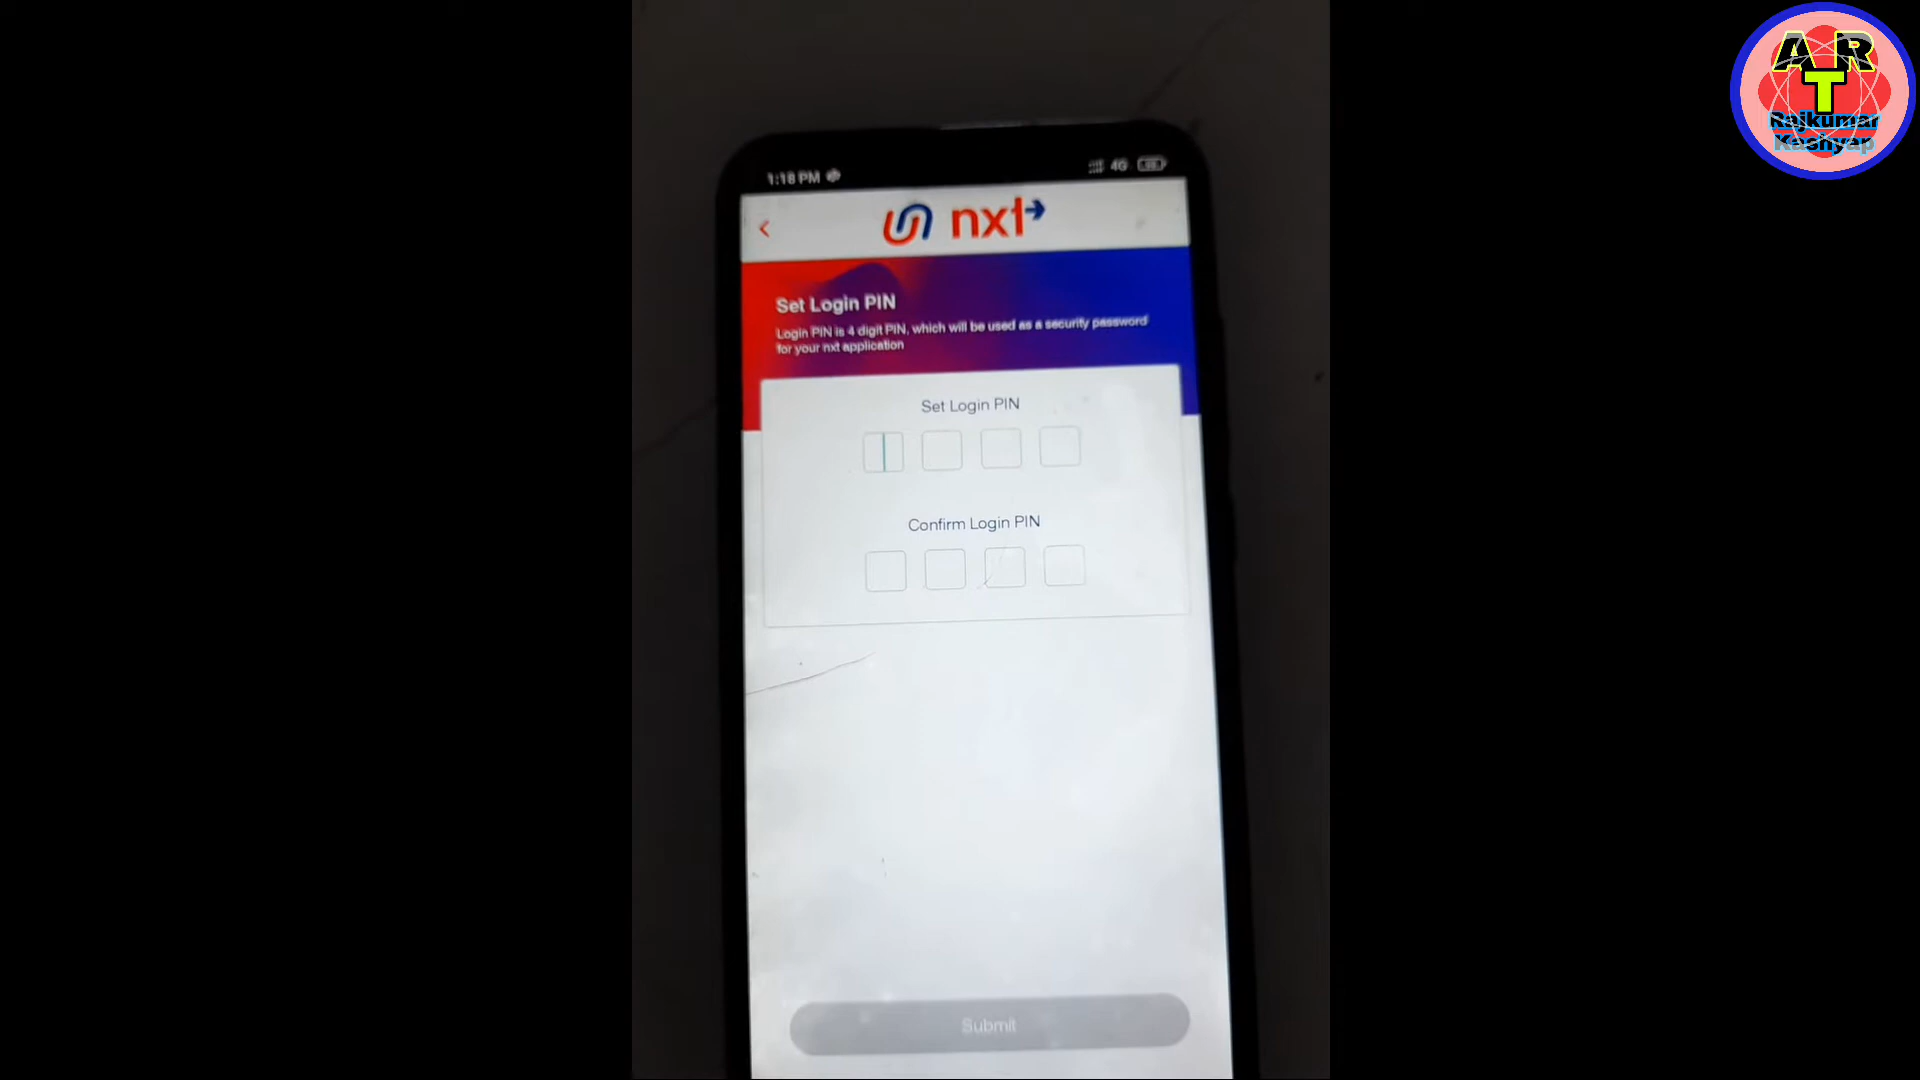 A R
T
Rajkumar
Kashyap
1:18 PM
4G
nxt
Set Login PIN
Login PIN is 4 digit PIN, which will be used as a security password
for your nxt application
Set Login PIN
Confirm Login PIN
Submit